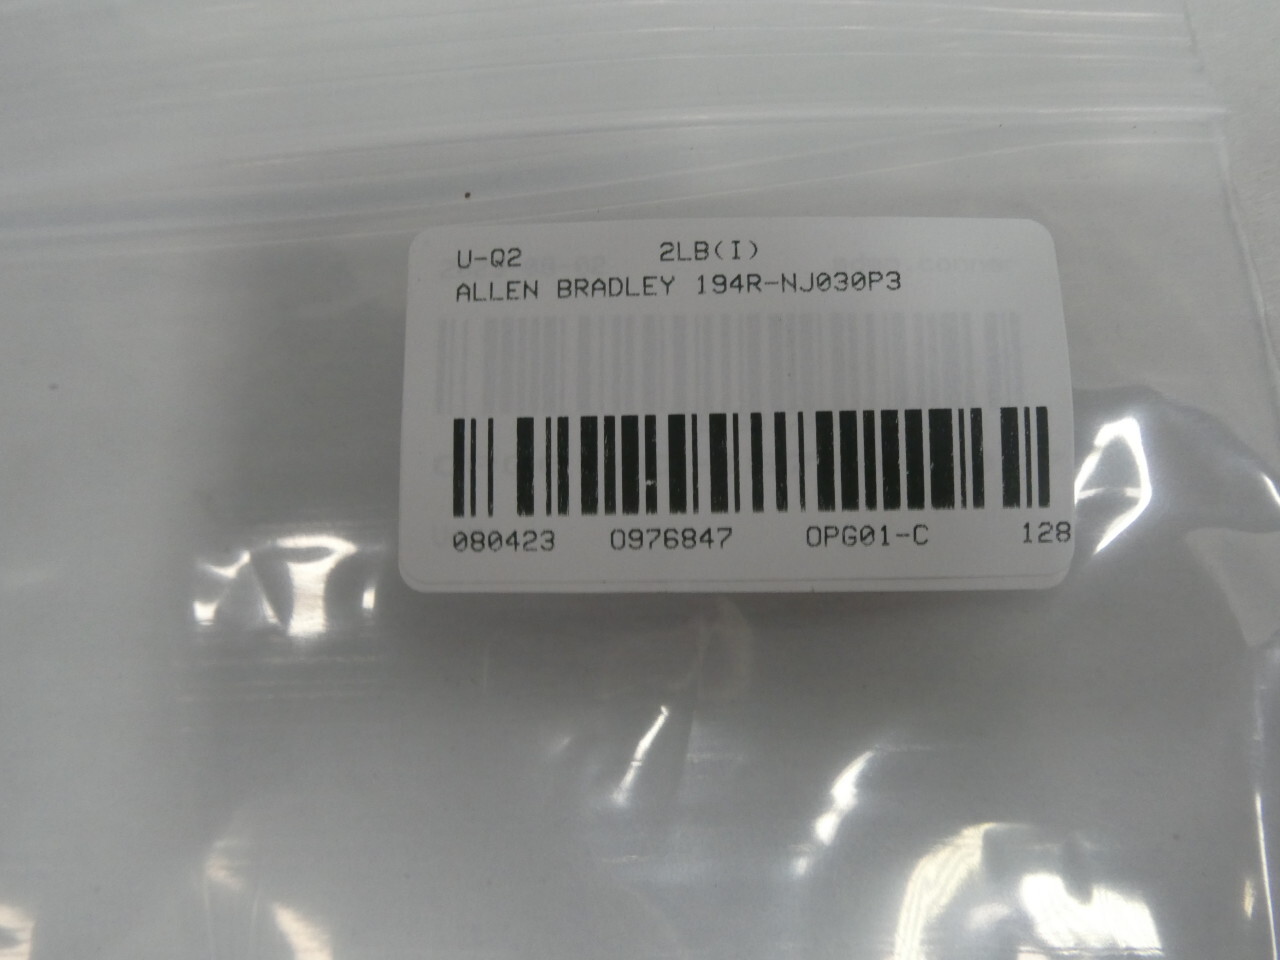 U-Q2 2LB(I)
ALLEN BRADLEY 194R-NJ030P3
080423 0976847 OPG01-C 128